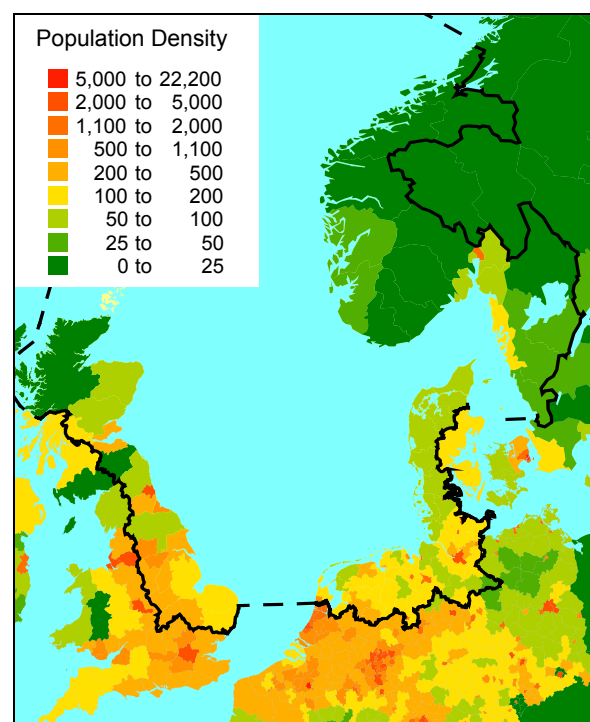 Population Density
5,000 to 22,200
2,000 to 5,000
1,100 to 2,000
500 to 1,100
200 to 500
100 to 200
50 to 100
25 to 50
0 to 25